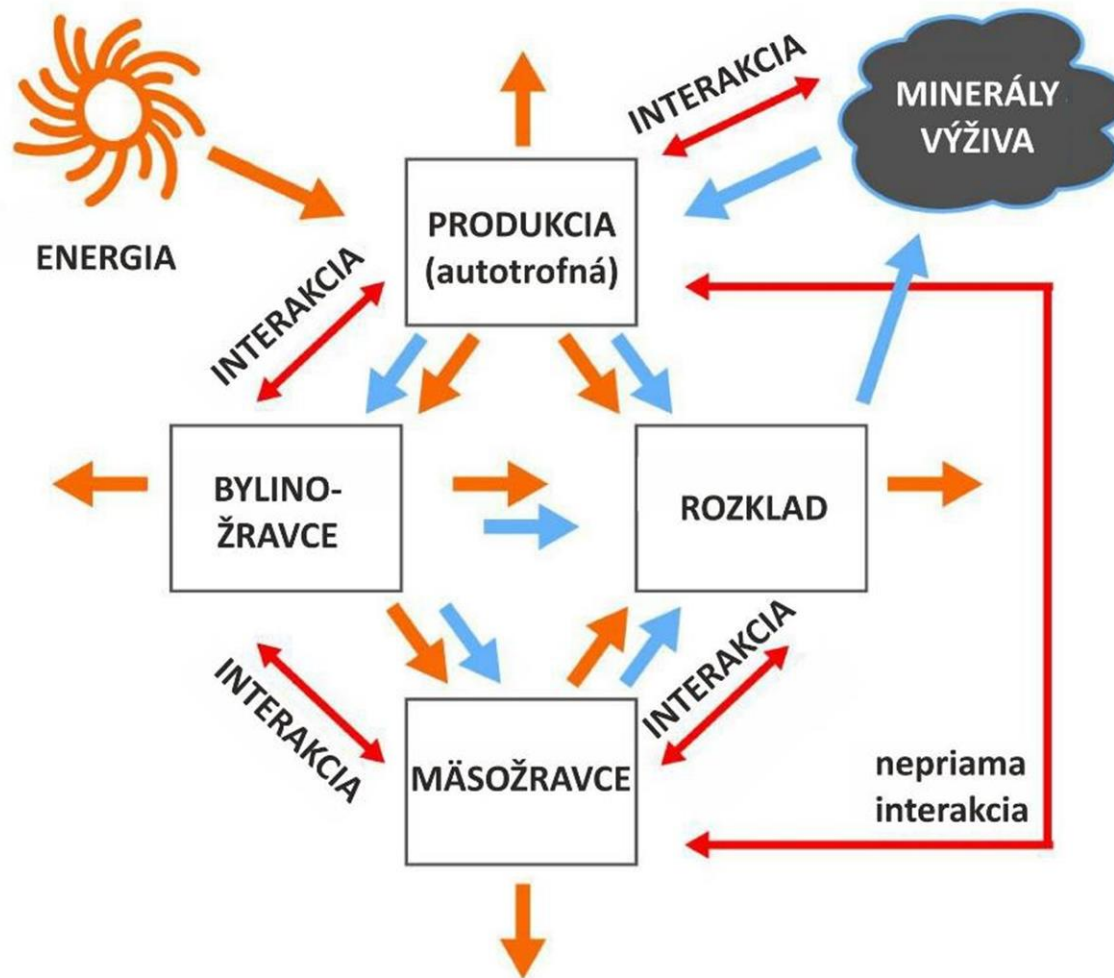 INTERAKCIA
MINERÁLY
VÝŽIVA
ENERGIA
PRODUKCIA
(autotrofná)
INTERAKCIA
BYLINO-
ŽRAVCE
ROZKLAD
INTERAKCIA
INTERAKCIA
MÄSOŽRAVCE
nepriama
interakcia